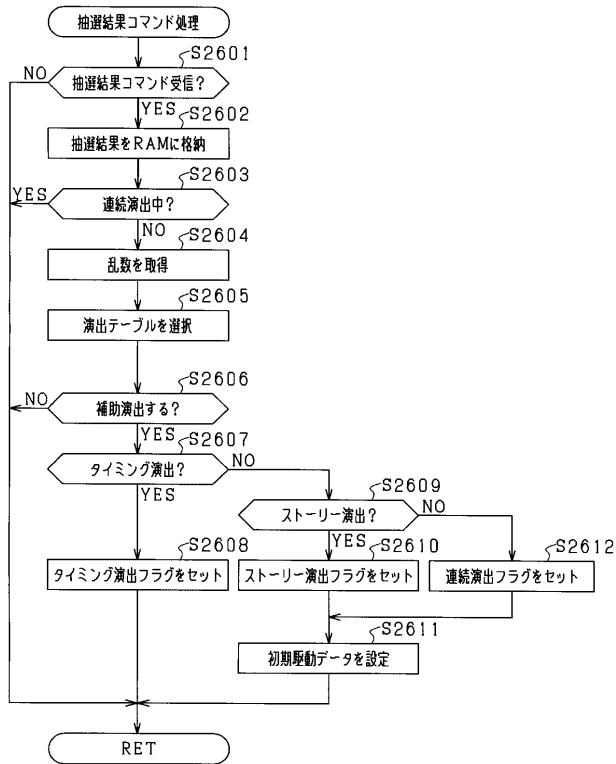 抽選結果コマンド処理
S2601
抽選結果コマンド受信?
NO
YES
S2602
抽選結果をRAMに格納
S2603
連続演出中?
YES
NO
S2604
乱数を取得
S2605
演出テーブルを選択
S2606
補助演出する?
NO
YES
S2607
タイミング演出?
NO
YES
S2609
ストーリー演出?
NO
YES
S2608
タイミング演出フラグをセット
S2610
ストーリー演出フラグをセット
S2612
連続演出フラグをセット
S2611
初期駆動データを設定
RET